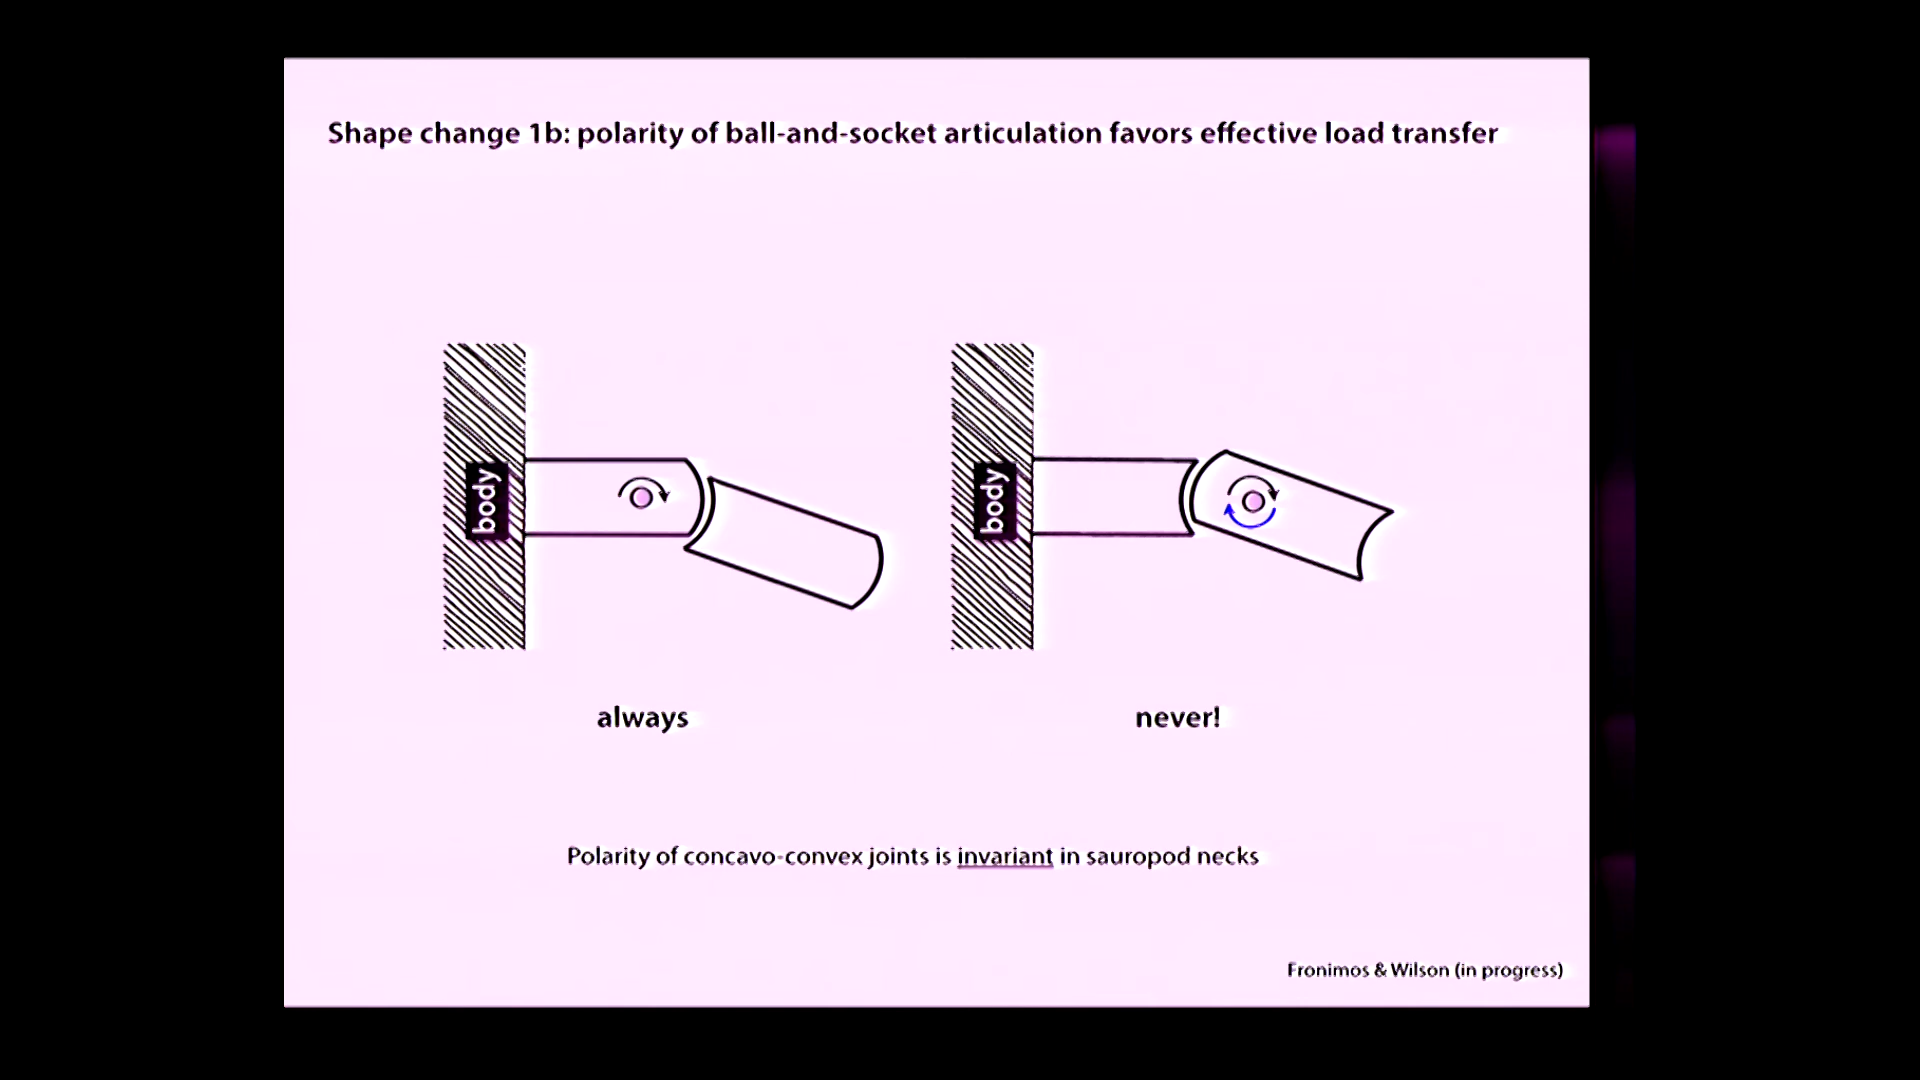 Shape change 1b: polarity of ball-and-socket articulation favors effective load transfer
body
body
always
never!
Polarity of concavo-convex joints is invariant in sauropod necks
Fronimos & Wilson (in progress)